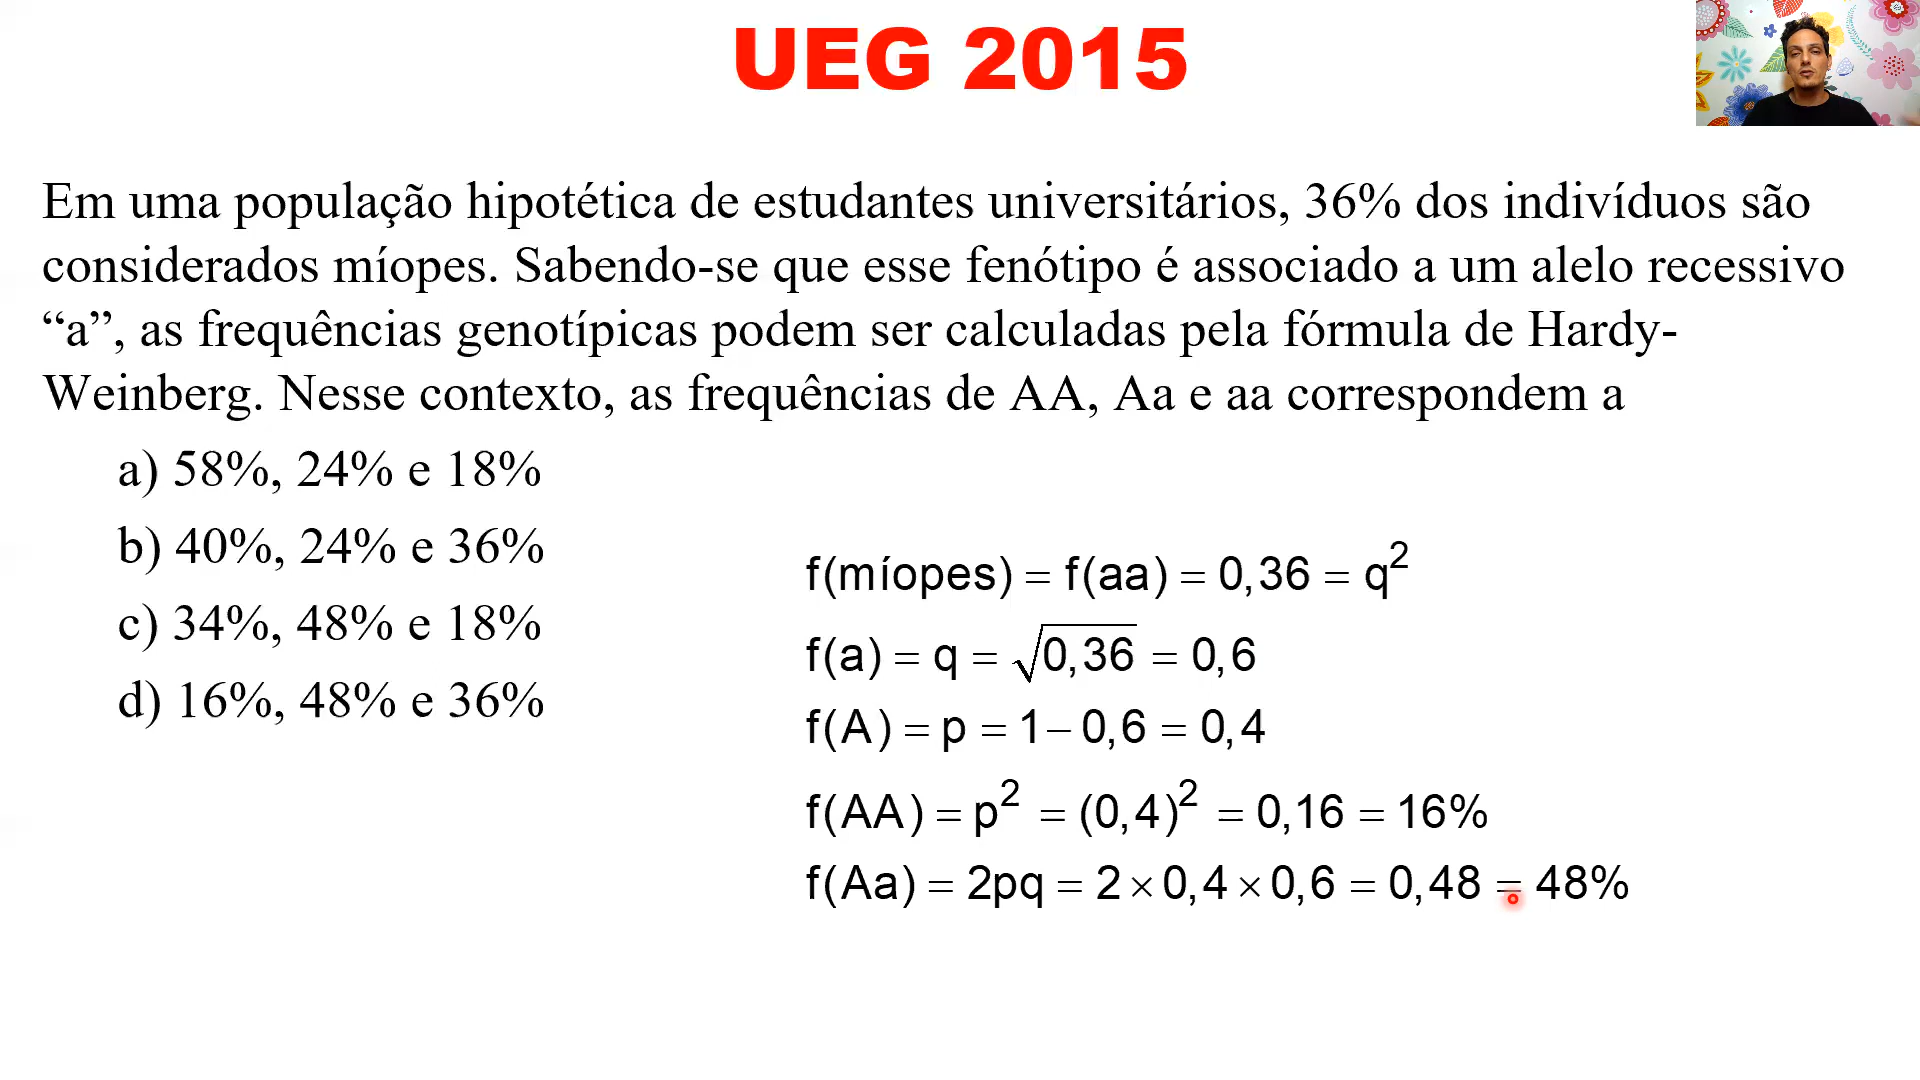 UEG 2015
Em uma população hipotética de estudantes universitários, 36% dos indivíduos são
considerados míopes. Sabendo-se que esse fenótipo é associado a um alelo recessivo
“a”, as frequências genotípicas podem ser calculadas pela fórmula de Hardy-
Weinberg. Nesse contexto, as frequências de AA, Aa e aa correspondem a
a) 58%, 24% e 18%
b) 40%, 24% e 36%
c) 34%, 48% e 18%
d) 16%, 48% e 36%
f(míopes) = f(aa) = 0,36 = q²
f(a) = q = √0,36 = 0,6
f(A) = p = 1 − 0,6 = 0,4
f(AA) = p² = (0,4)² = 0,16 = 16%
f(Aa) = 2pq = 2 × 0,4 × 0,6 = 0,48 = 48%